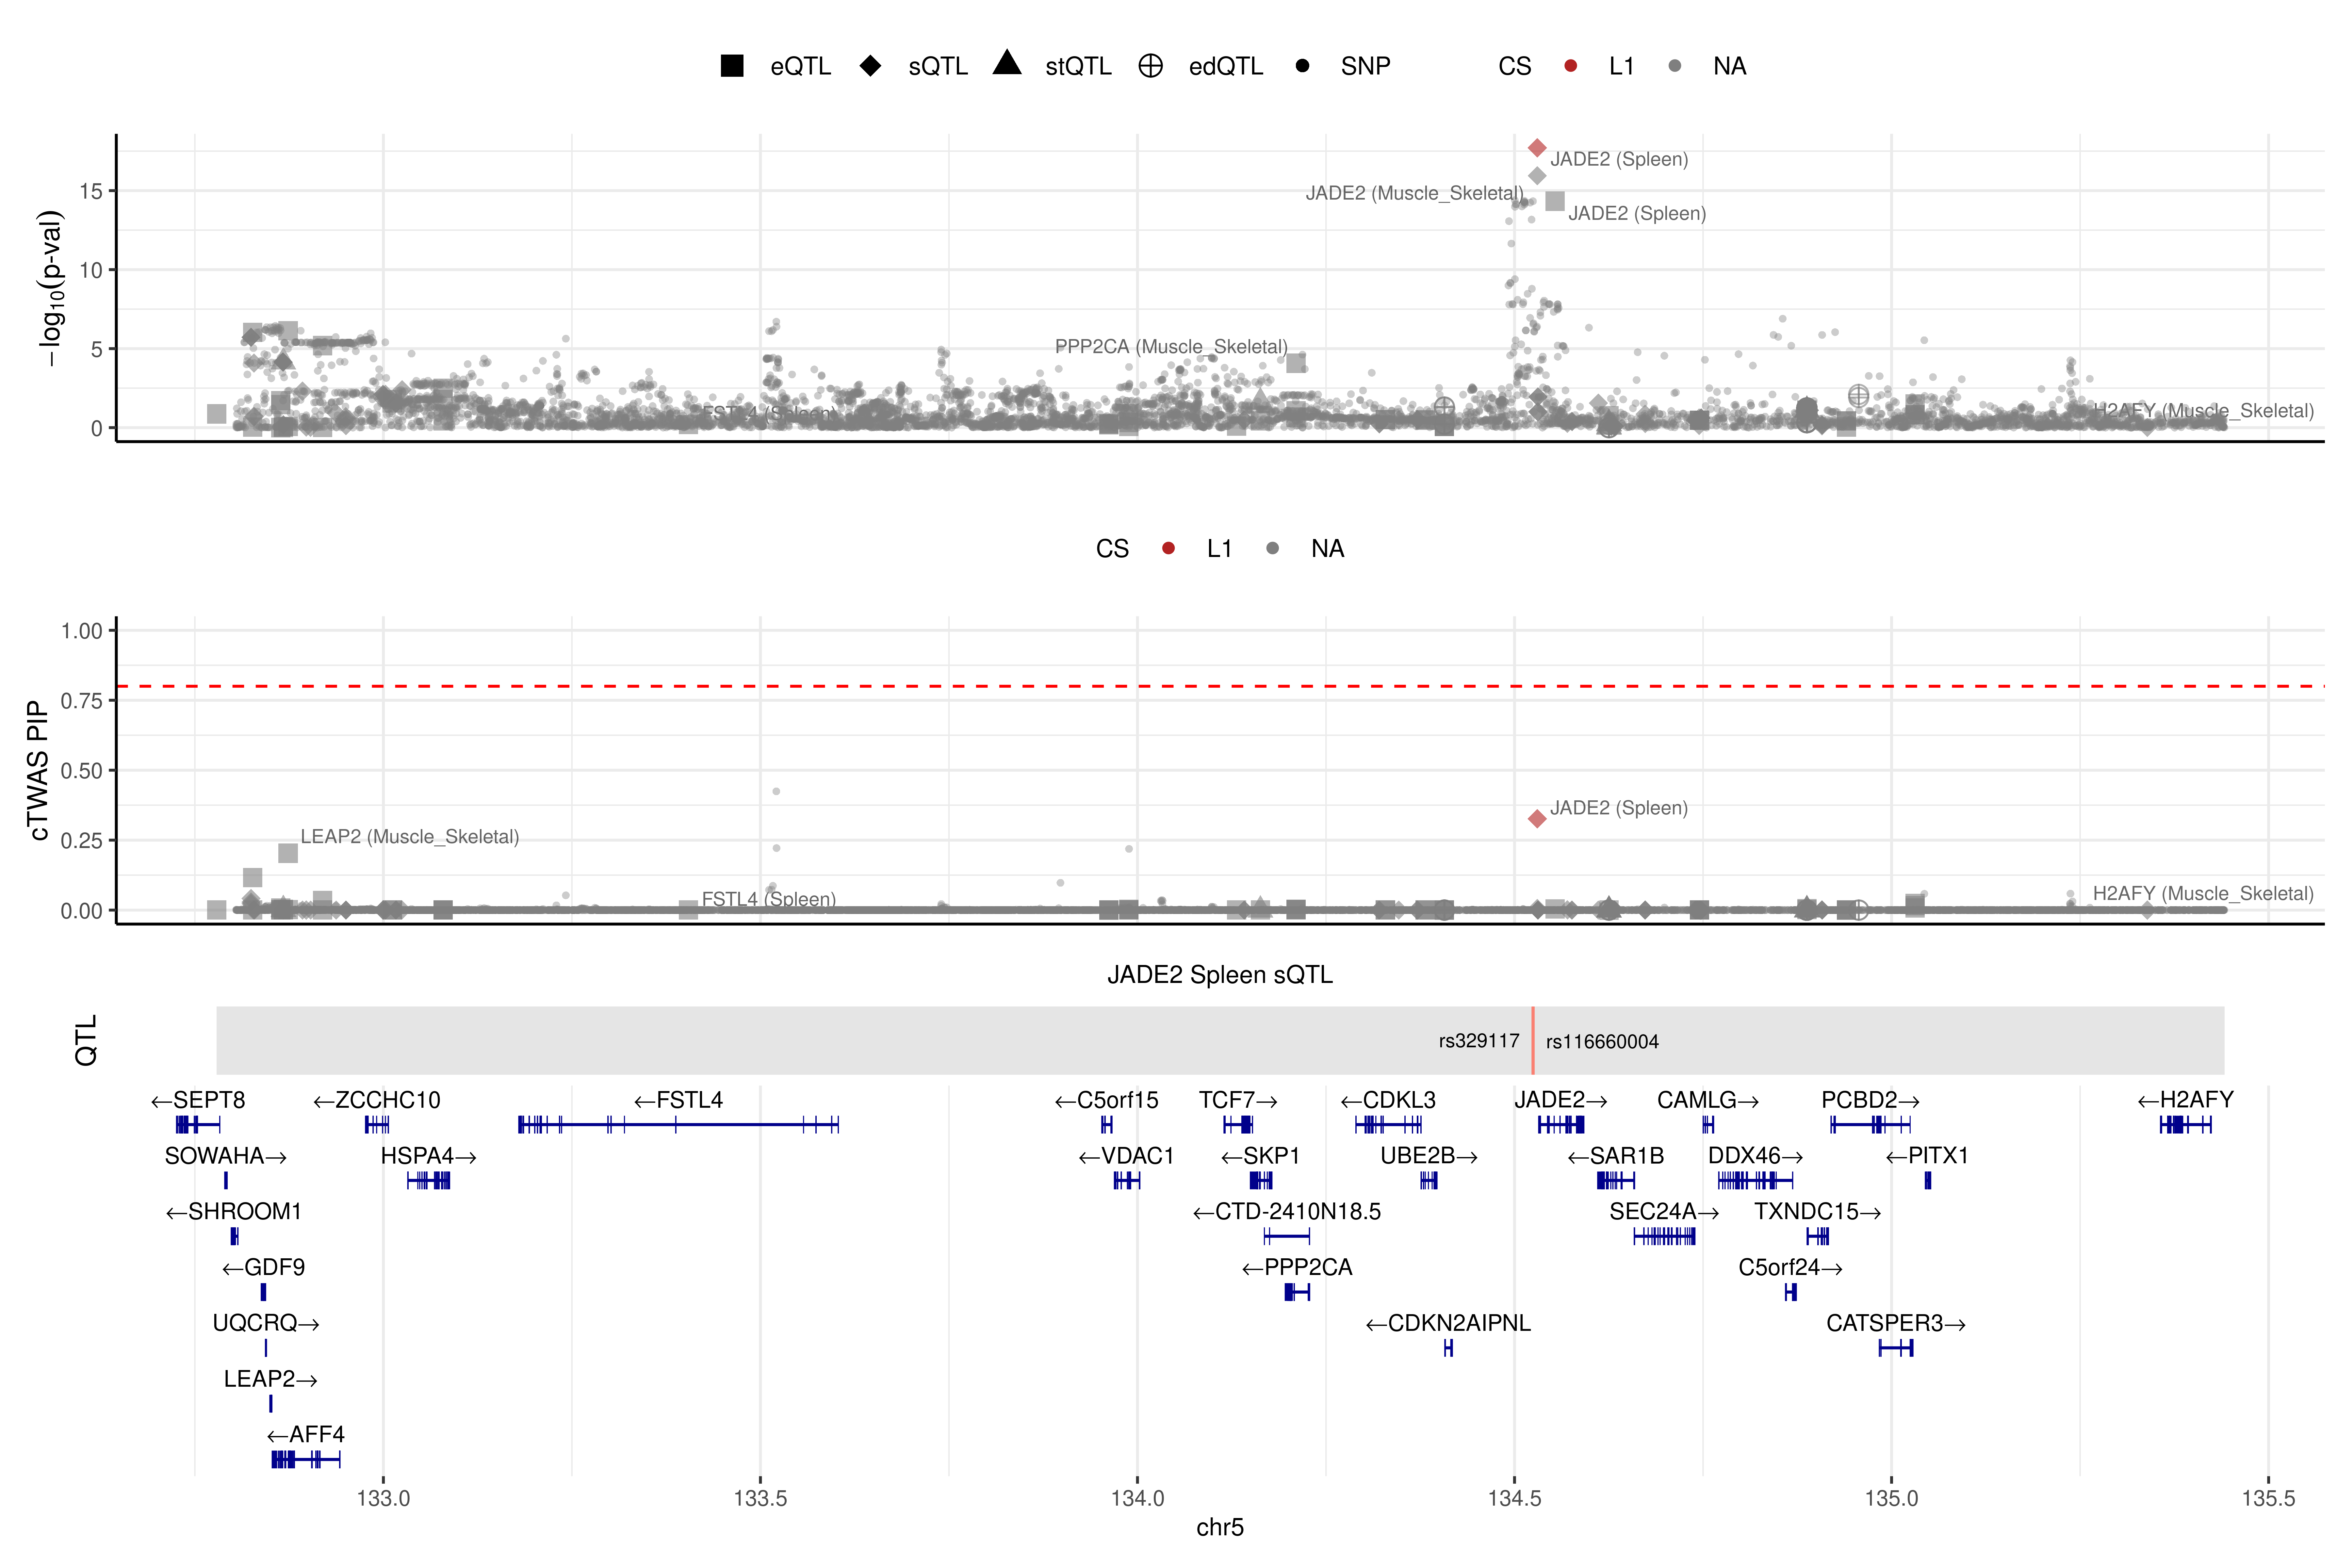 eQTL sQTL stQTL edQTL SNP CS L1 NA
−log10(p-val)
15
10
5
0
JADE2 (Spleen)
JADE2 (Muscle_Skeletal)
JADE2 (Spleen)
PPP2CA (Muscle_Skeletal)
FSTL4 (Spleen)
H2AFY (Muscle_Skeletal)
CS L1 NA
cTWAS PIP
1.00
0.75
0.50
0.25
0.00
JADE2 (Spleen)
LEAP2 (Muscle_Skeletal)
FSTL4 (Spleen)
H2AFY (Muscle_Skeletal)
JADE2 Spleen sQTL
QTL
rs329117 rs116660004
←SEPT8 ←ZCCHC10 ←FSTL4 ←C5orf15 TCF7→ ←CDKL3 JADE2→ CAMLG→ PCBD2→ ←H2AFY
SOWAHA→ HSPA4→ ←VDAC1 ←SKP1 UBE2B→ ←SAR1B DDX46→ ←PITX1
←SHROOM1 ←CTD-2410N18.5 SEC24A→ TXNDC15→
←GDF9 ←PPP2CA C5orf24→
UQCRQ→ ←CDKN2AIPNL CATSPER3→
LEAP2→
←AFF4
133.0 133.5 134.0 134.5 135.0 135.5
chr5